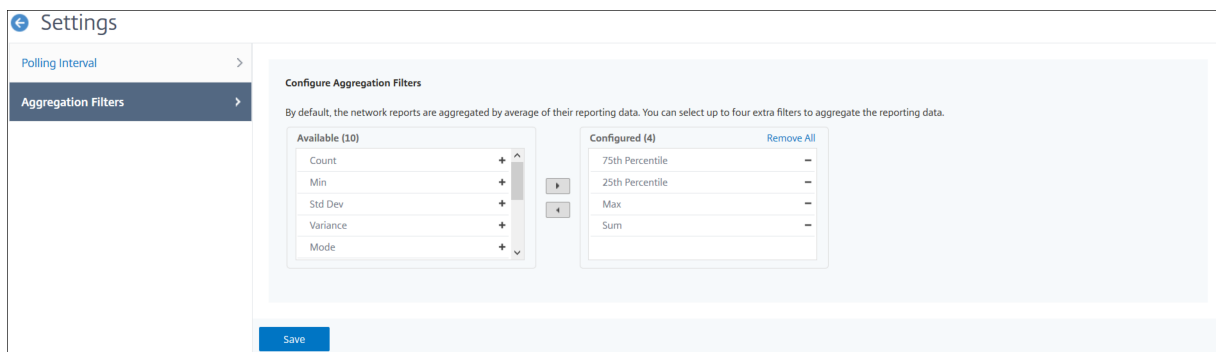 Settings
Polling Interval
Aggregation Filters
Configure Aggregation Filters
By default, the network reports are aggregated by average of their reporting data. You can select up to four extra filters to aggregate the reporting data.
Available (10)
Count
Min
Std Dev
Variance
Mode
Configured (4) Remove All
75th Percentile
25th Percentile
Max
Sum
Save